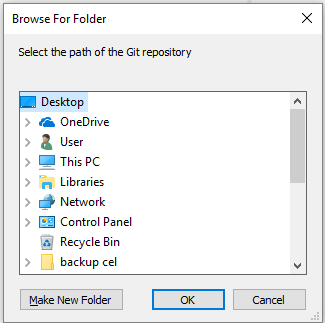 Browse For Folder
Select the path of the Git repository
Desktop
OneDrive
User
This PC
Libraries
Network
Control Panel
Recycle Bin
backup cel
Make New Folder
OK
Cancel